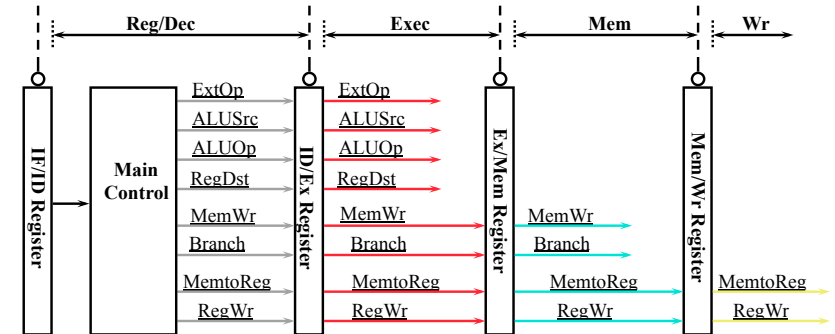 Reg/Dec Exec Mem Wr
IF/ID Register
Main
Control
ExtOp
ALUSrc
ALUOp
RegDst
MemWr
Branch
MemtoReg
RegWr
ID/Ex Register
ExtOp
ALUSrc
ALUOp
RegDst
MemWr
Branch
MemtoReg
RegWr
Ex/Mem Register
MemWr
Branch
MemtoReg
RegWr
Mem/Wr Register
MemtoReg
RegWr